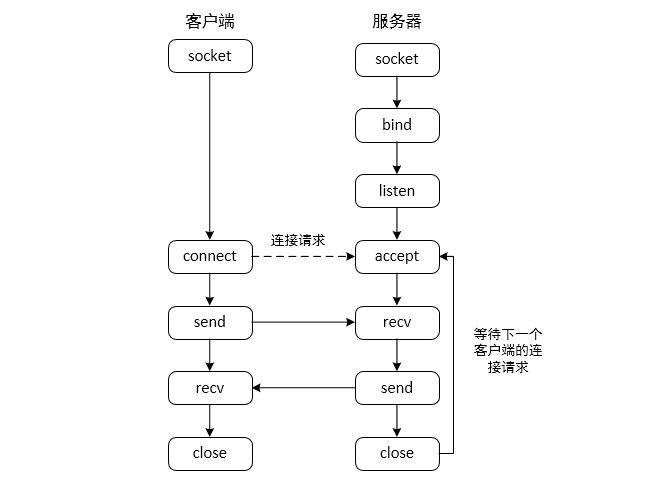 客户端
服务器
socket
socket
bind
listen
connect
连接请求
accept
send
recv
等待下一个
客户端的连
接请求
recv
send
close
close